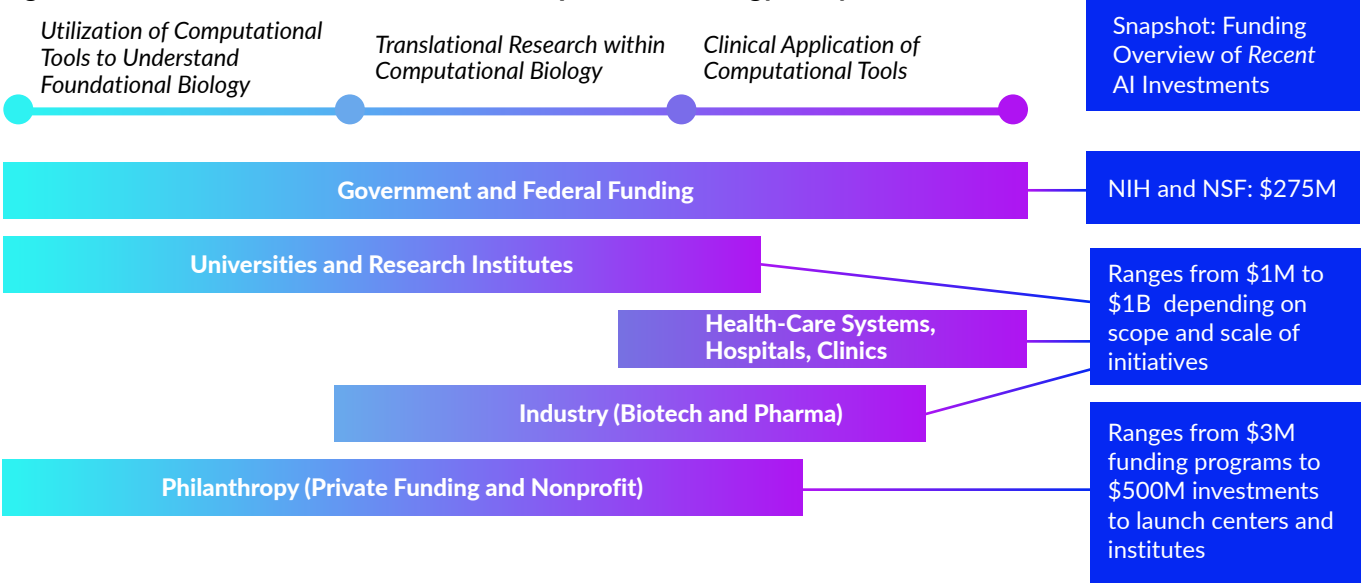 Utilization of Computational
Tools to Understand
Foundational Biology
Translational Research within
Computational Biology
Clinical Application of
Computational Tools
Snapshot: Funding
Overview of Recent
AI Investments
Government and Federal Funding
NIH and NSF: $275M
Universities and Research Institutes
Ranges from $1M to
$1B depending on
scope and scale of
initiatives
Health-Care Systems,
Hospitals, Clinics
Industry (Biotech and Pharma)
Philanthropy (Private Funding and Nonprofit)
Ranges from $3M
funding programs to
$500M investments
to launch centers and
institutes